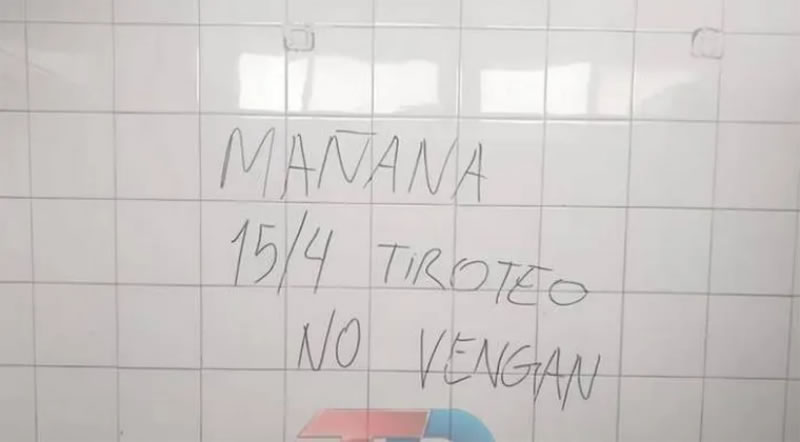 MAÑANA
15/4 TIROTEO
NO VENGAN